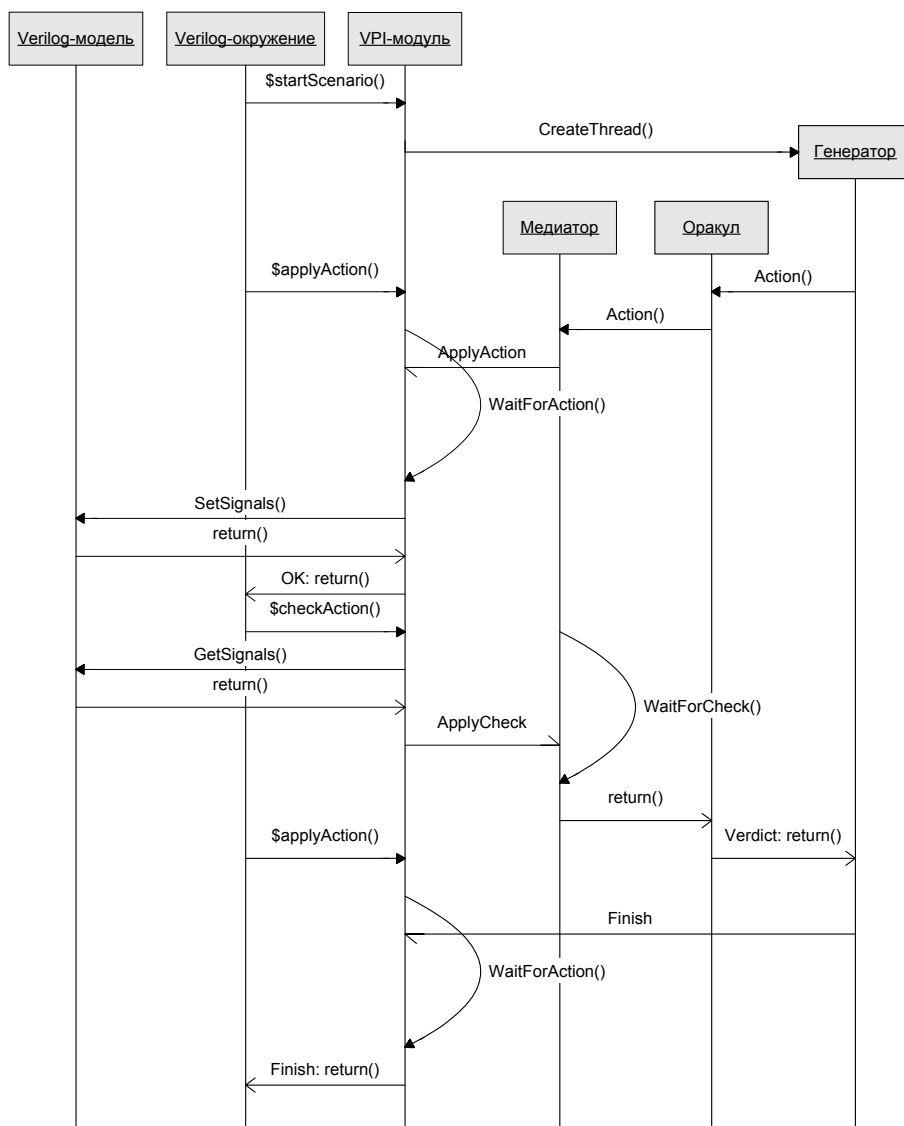 Verilog-модель
Verilog-окружение
VPI-модуль
$startScenario()
CreateThread()
Генератор
Медиатор
Оракул
$applyAction()
Action()
Action()
ApplyAction
WaitForAction()
SetSignals()
return()
OK: return()
$checkAction()
GetSignals()
return()
WaitForCheck()
ApplyCheck
return()
$applyAction()
Verdict: return()
Finish
WaitForAction()
Finish: return()